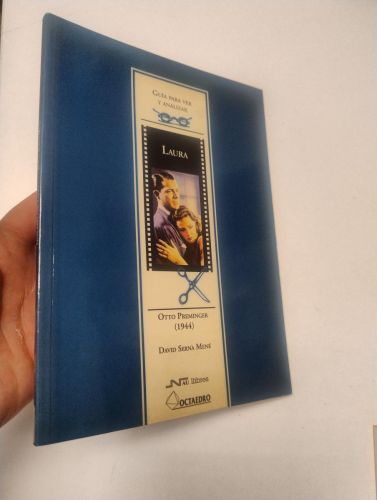 GUÍA PARA VER
Y ANALIZAR
LAURA
OTTO PREMINGER
(1944)
DAVID SERNA MENÉ
NAU llibres
OCTAEDRO